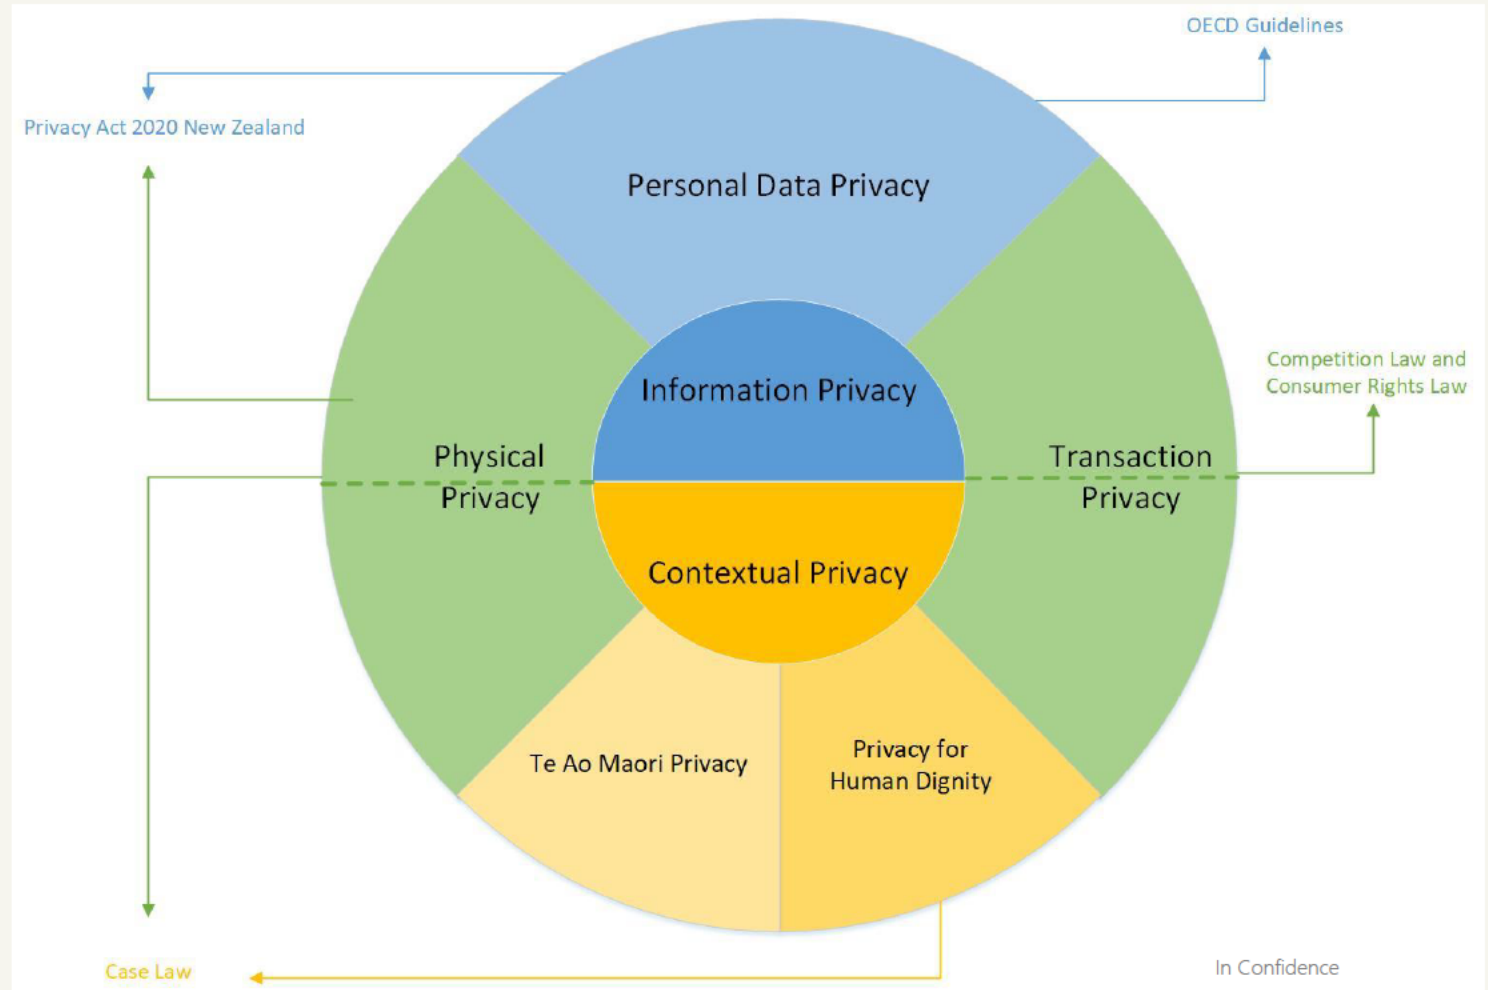 OECD Guidelines
Privacy Act 2020 New Zealand
Personal Data Privacy
Information Privacy
Competition Law and
Consumer Rights Law
Physical
Privacy
Transaction
Privacy
Contextual Privacy
Te Ao Maori Privacy
Privacy for
Human Dignity
Case Law
In Confidence